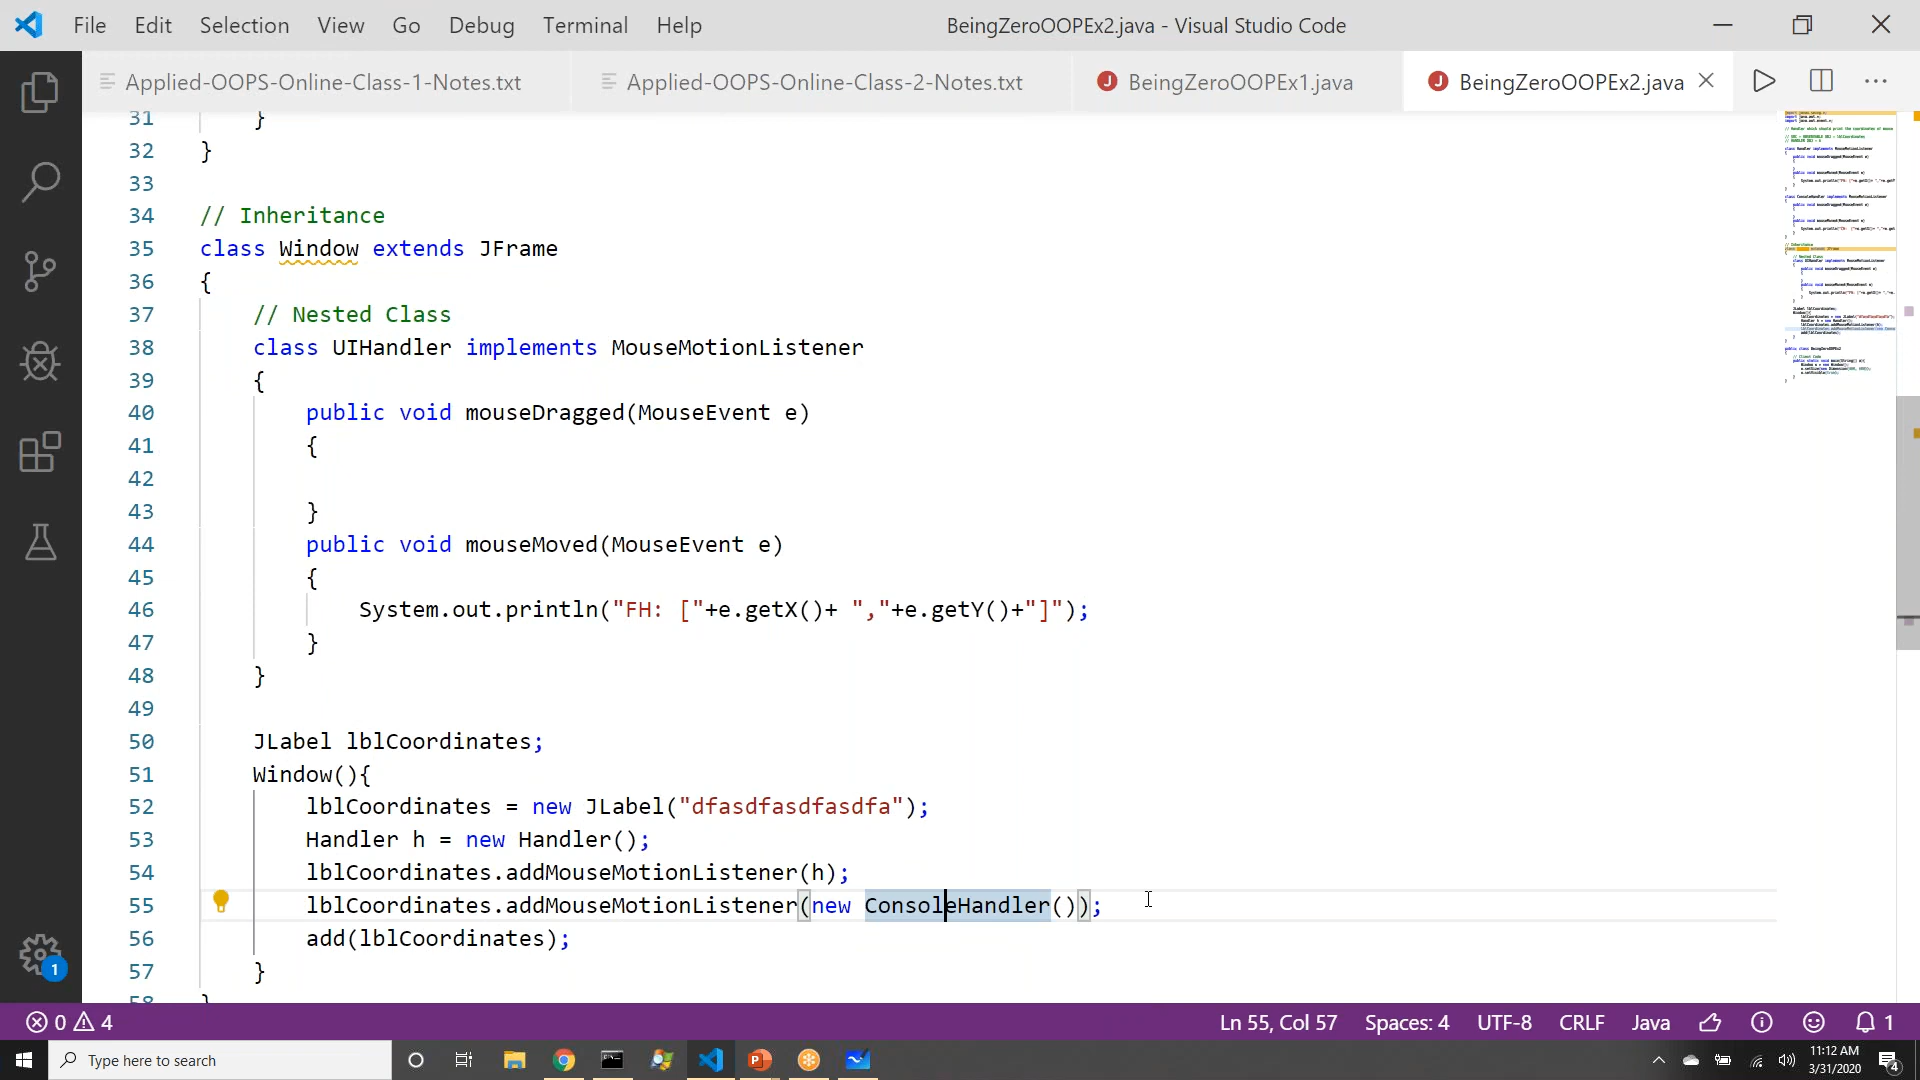 File Edit Selection View Go Debug Terminal Help BeingZeroOOPEx2.java - Visual Studio Code
Applied-OOPS-Online-Class-1-Notes.txt Applied-OOPS-Online-Class-2-Notes.txt J BeingZeroOOPEx1.java J BeingZeroOOPEx2.java
31 }
32 }
33
34 // Inheritance
35 class Window extends JFrame
36 {
37 // Nested Class
38 class UIHandler implements MouseMotionListener
39 {
40 public void mouseDragged(MouseEvent e)
41 {
42
43 }
44 public void mouseMoved(MouseEvent e)
45 {
46 System.out.println("FH: ["+e.getX()+ ","+e.getY()+"]");
47 }
48 }
49
50 JLabel lblCoordinates;
51 Window(){
52 lblCoordinates = new JLabel("dfasdfasdfasdfa");
53 Handler h = new Handler();
54 lblCoordinates.addMouseMotionListener(h);
55 lblCoordinates.addMouseMotionListener(new ConsoleHandler());
56 add(lblCoordinates);
57 }
58 }
1
0 4 Ln 55, Col 57 Spaces: 4 UTF-8 CRLF Java 1
Type here to search
11:12 AM
3/31/2020
4